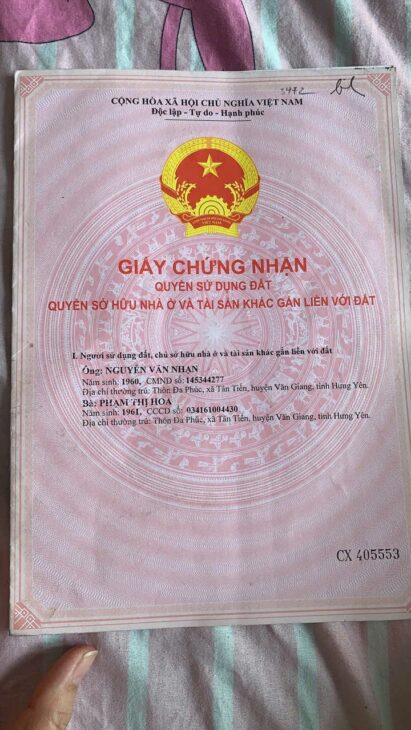 5472
CỘNG HÒA XÃ HỘI CHỦ NGHĨA VIỆT NAM
Độc lập - Tự do - Hạnh phúc
GIẤY CHỨNG NHẬN
QUYỀN SỬ DỤNG ĐẤT
QUYỀN SỞ HỮU NHÀ Ở VÀ TÀI SẢN KHÁC GẮN LIỀN VỚI ĐẤT
I. Người sử dụng đất, chủ sở hữu nhà ở và tài sản khác gắn liền với đất
Ông: NGUYỄN VĂN NHẠN
Năm sinh: 1960, CMND số: 145344277
Địa chỉ thường trú: Thôn Đa Phúc, xã Tân Tiến, huyện Văn Giang, tỉnh Hưng Yên.
Bà: PHẠM THỊ HOA
Năm sinh: 1961, CCCD số: 034161004430
Địa chỉ thường trú: Thôn Đa Phúc, xã Tân Tiến, huyện Văn Giang, tỉnh Hưng Yên.
CX 405553